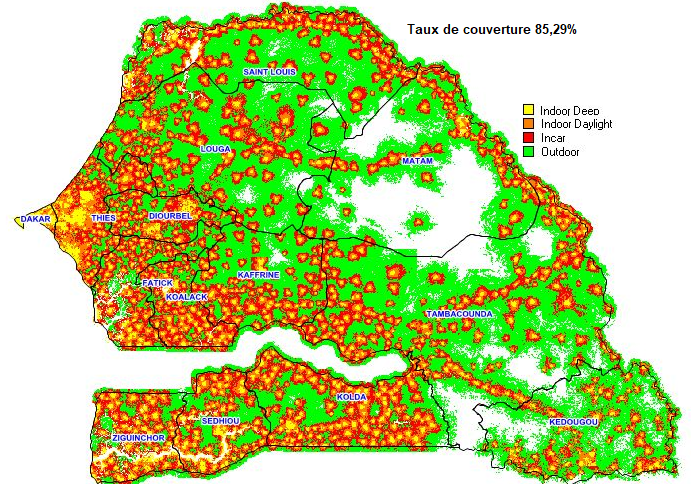 Taux de couverture 85,29%
SAINT LOUIS
Indoor Deep
Indoor Daylight
Incar
Outdoor
LOUGA
MATAM
DAKAR
THIES
DIOURBEL
KAFFRINE
FATICK
KOALACK
TAMBACOUNDA
KOLDA
SEDHIOU
KEDOUGOU
ZIGUINCHOR